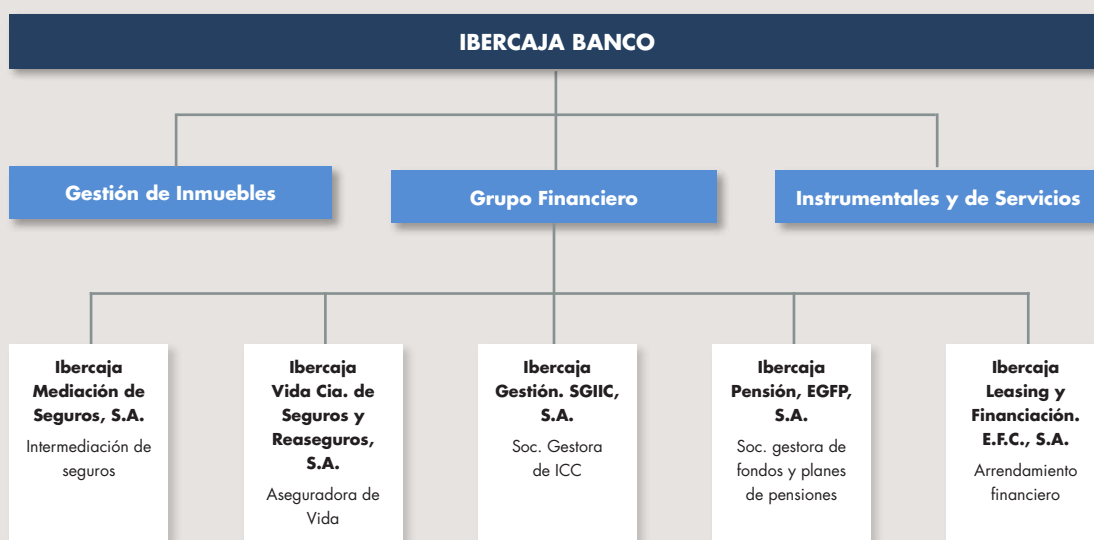 IBERCAJA BANCO
Gestión de Inmuebles
Grupo Financiero
Instrumentales y de Servicios
Ibercaja
Mediación de
Seguros, S.A.
Intermediación de
seguros
Ibercaja
Vida Cia. de
Seguros y
Reaseguros,
S.A.
Aseguradora de
Vida
Ibercaja
Gestión. SGIIC,
S.A.
Soc. Gestora
de ICC
Ibercaja
Pensión, EGFP,
S.A.
Soc. gestora de
fondos y planes
de pensiones
Ibercaja
Leasing y
Financiación.
E.F.C., S.A.
Arrendamiento
financiero